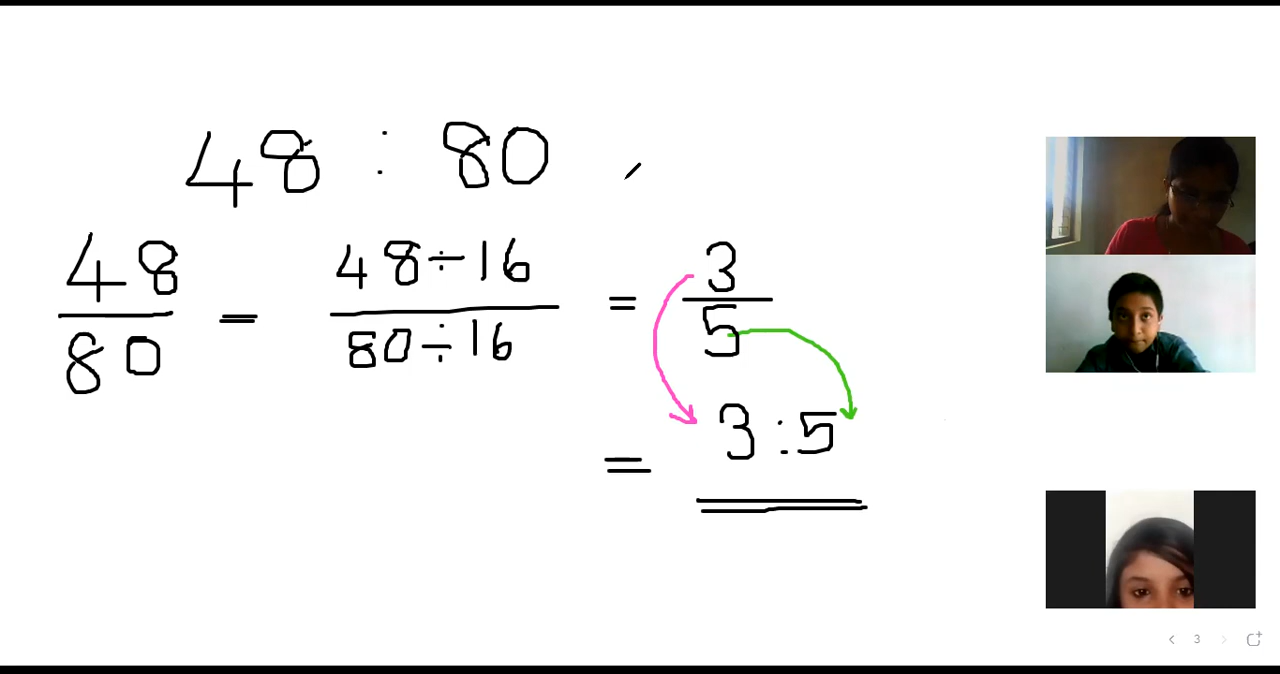 48 : 80
48/80 = 48÷16/80÷16 = 3/5
= 3:5
3